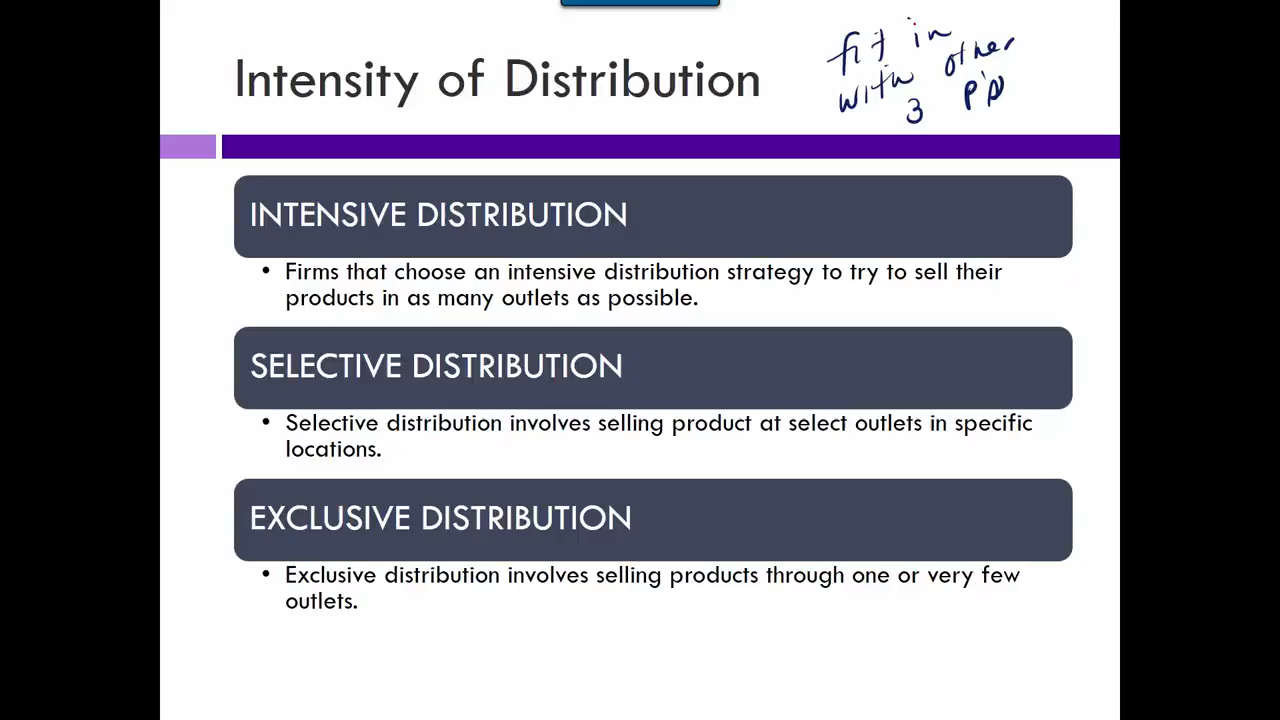 Intensity of Distribution
fit in
with other
3 P's
INTENSIVE DISTRIBUTION
• Firms that choose an intensive distribution strategy to try to sell their
products in as many outlets as possible.
SELECTIVE DISTRIBUTION
• Selective distribution involves selling product at select outlets in specific
locations.
EXCLUSIVE DISTRIBUTION
• Exclusive distribution involves selling products through one or very few
outlets.